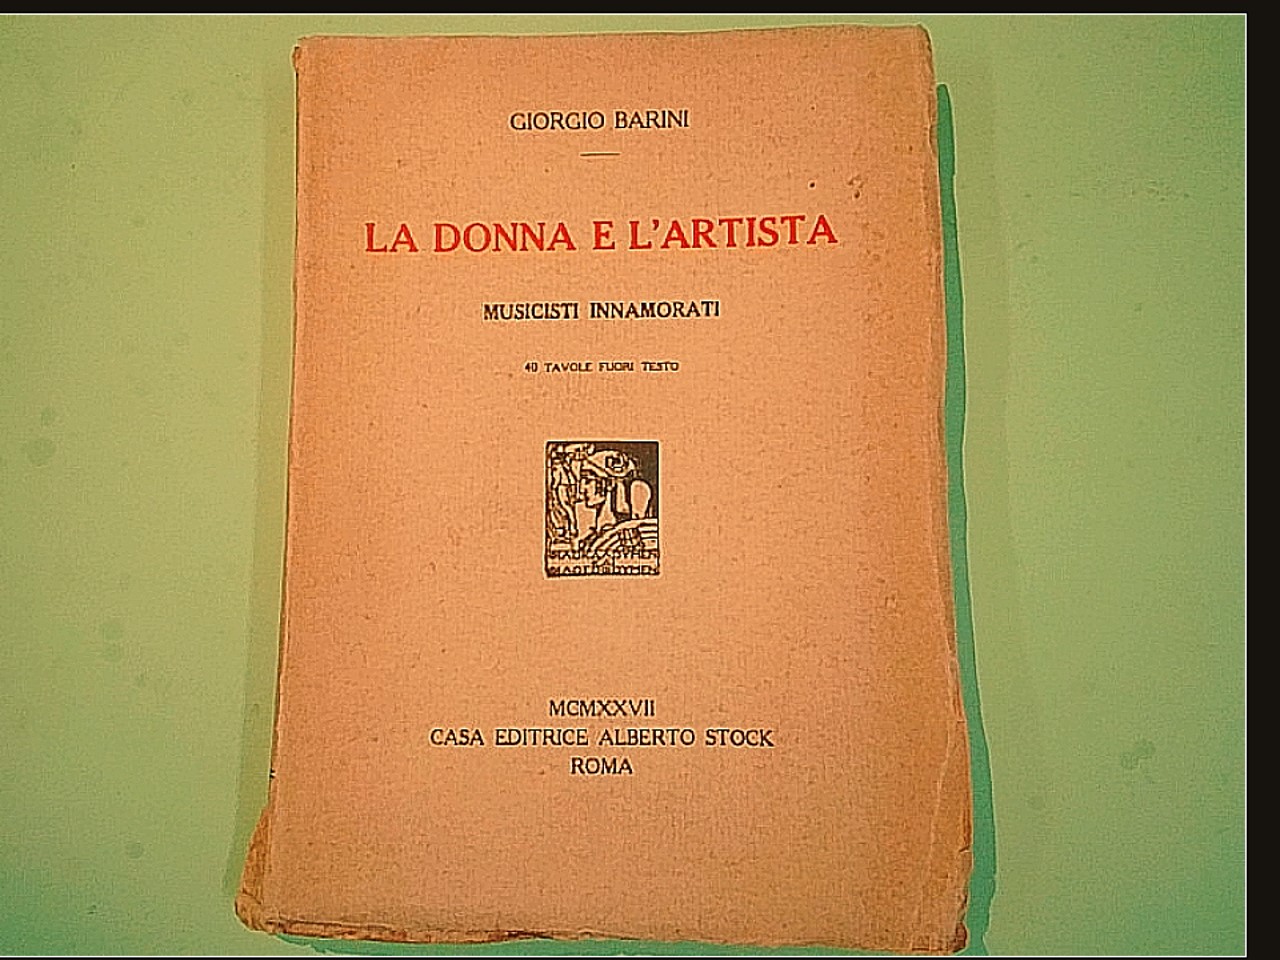 GIORGIO BARINI
LA DONNA E L'ARTISTA
MUSICISTI INNAMORATI
40 TAVOLE FUORI TESTO
MCMXXVII
CASA EDITRICE ALBERTO STOCK
ROMA